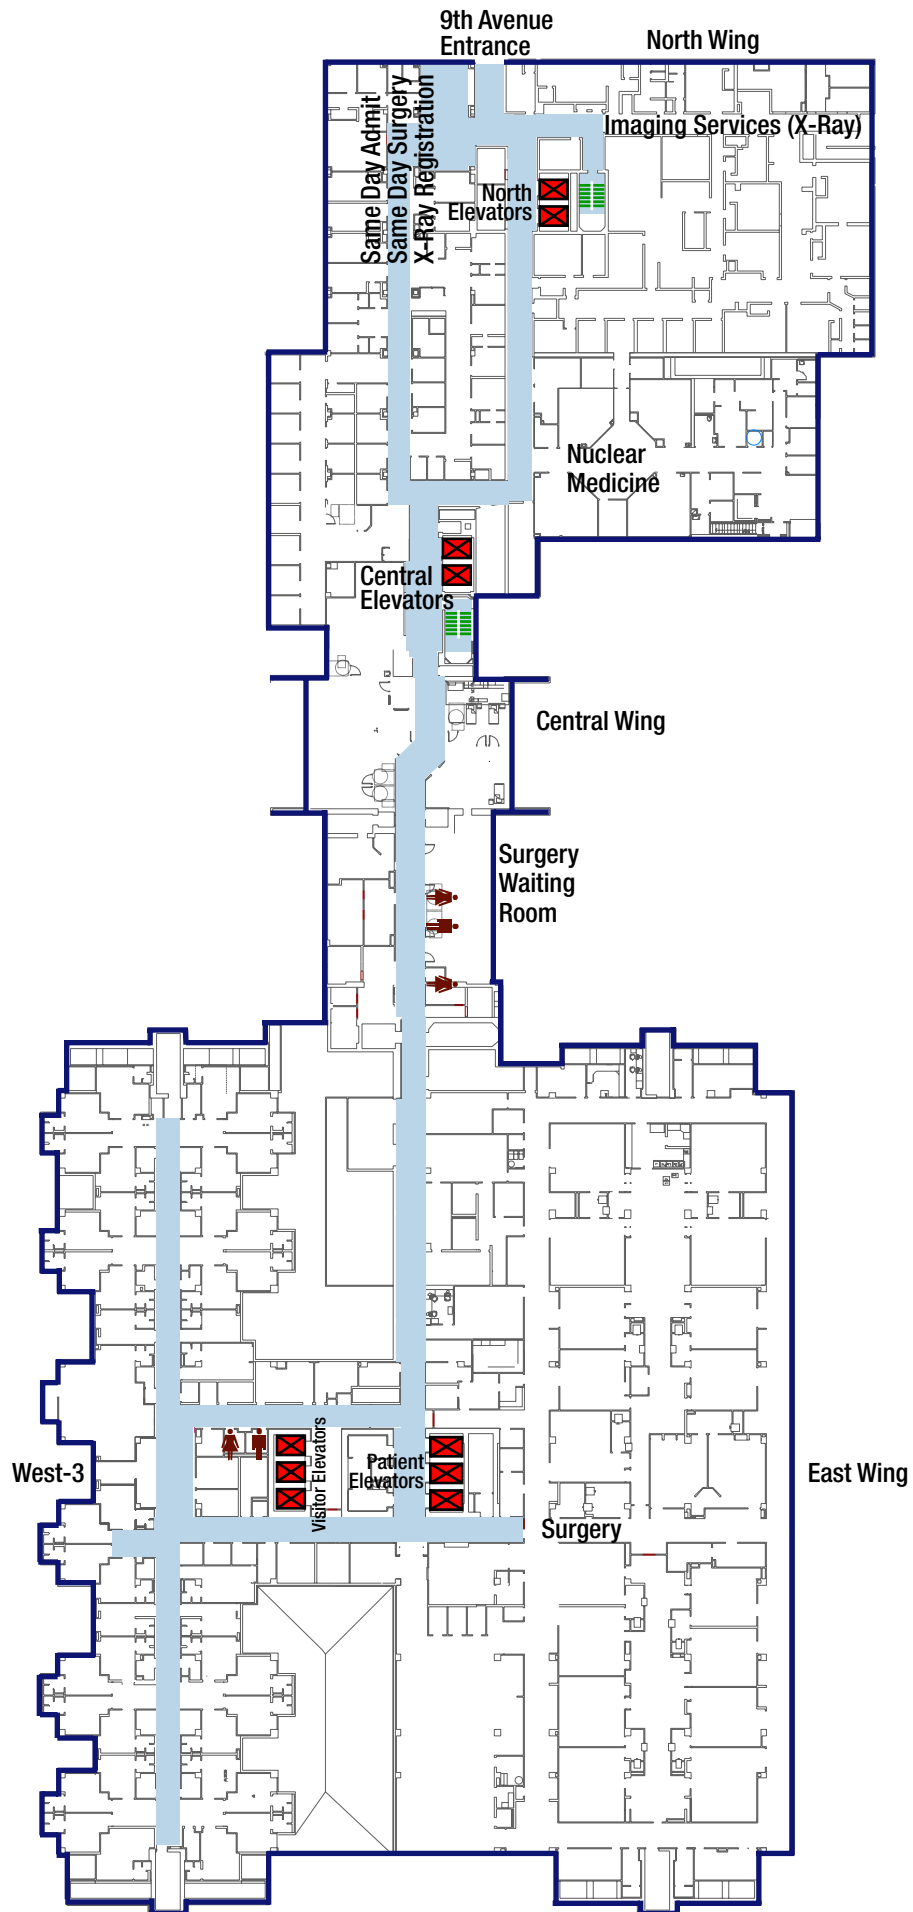 9th Avenue
Entrance
North Wing
Same Day Admit
Same Day Surgery
X-Ray Registration
Imaging Services (X-Ray)
North
Elevators
Nuclear
Medicine
Central
Elevators
Central Wing
Surgery
Waiting
Room
West-3
Visitor Elevators
Patient
Elevators
East Wing
Surgery